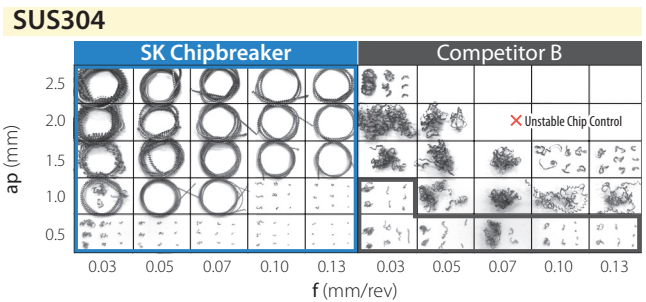 SUS304
SK Chipbreaker
Competitor B
ap (mm)
2.5
2.0
1.5
1.0
0.5
× Unstable Chip Control
0.03 0.05 0.07 0.10 0.13 0.03 0.05 0.07 0.10 0.13
f (mm/rev)